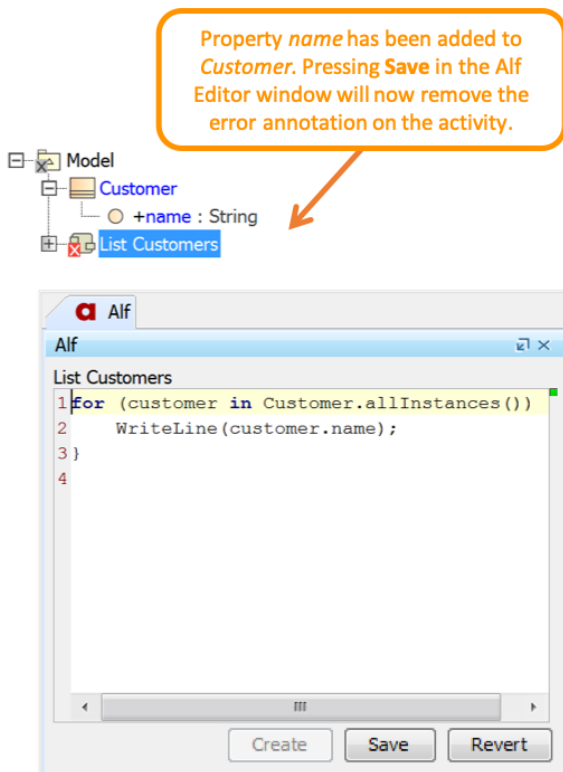 Property name has been added to
Customer. Pressing Save in the Alf
Editor window will now remove the
error annotation on the activity.
Model
Customer
+name : String
List Customers
a Alf
Alf
List Customers
1 for (customer in Customer.allInstances())
2 WriteLine(customer.name);
3 }
4
Create Save Revert